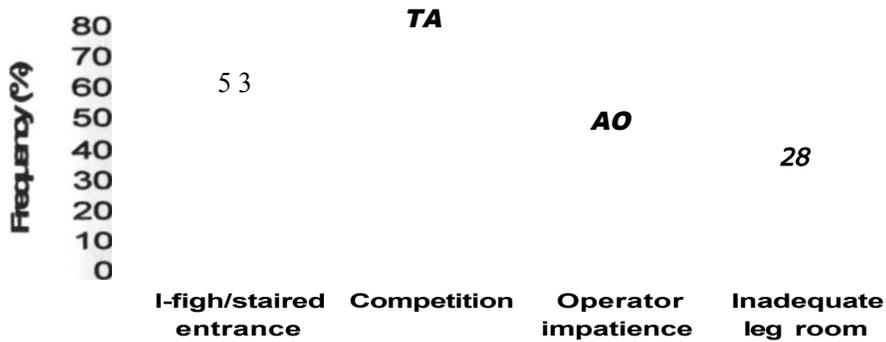 Frequency (%)
80
70
60
50
40
30
20
10
0
TA
5 3
AO
28
I-figh/staired
entrance
Competition
Operator
impatience
Inadequate
leg room